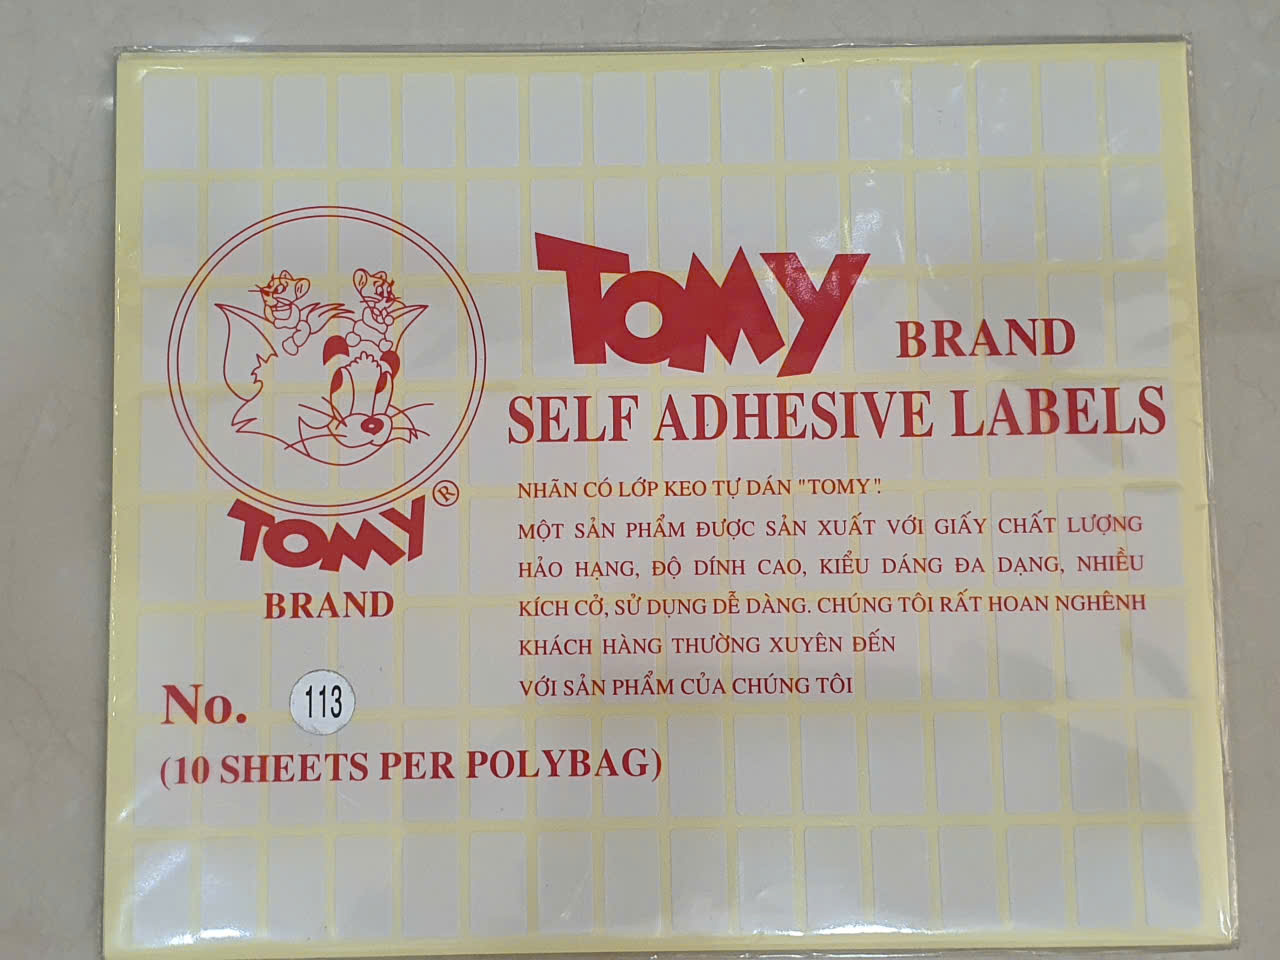 TOMY BRAND
SELF ADHESIVE LABELS
NHÃN CÓ LỚP KEO TỰ DÁN "TOMY".
MỘT SẢN PHẨM ĐƯỢC SẢN XUẤT VỚI GIẤY CHẤT LƯỢNG
HẢO HẠNG, ĐỘ DÍNH CAO, KIỂU DÁNG ĐA DẠNG, NHIỀU
KÍCH CỞ, SỬ DỤNG DỄ DÀNG. CHÚNG TÔI RẤT HOAN NGHÊNH
KHÁCH HÀNG THƯỜNG XUYÊN ĐẾN
VỚI SẢN PHẨM CỦA CHÚNG TÔI
TOMY ®
BRAND
No. 113
(10 SHEETS PER POLYBAG)